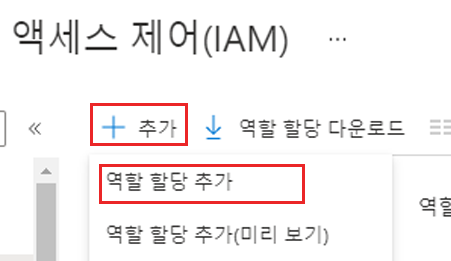 액세스 제어(IAM) ...
« + 추가 역할 할당 다운로드
역할 할당 추가
역할
역할 할당 추가(미리 보기)